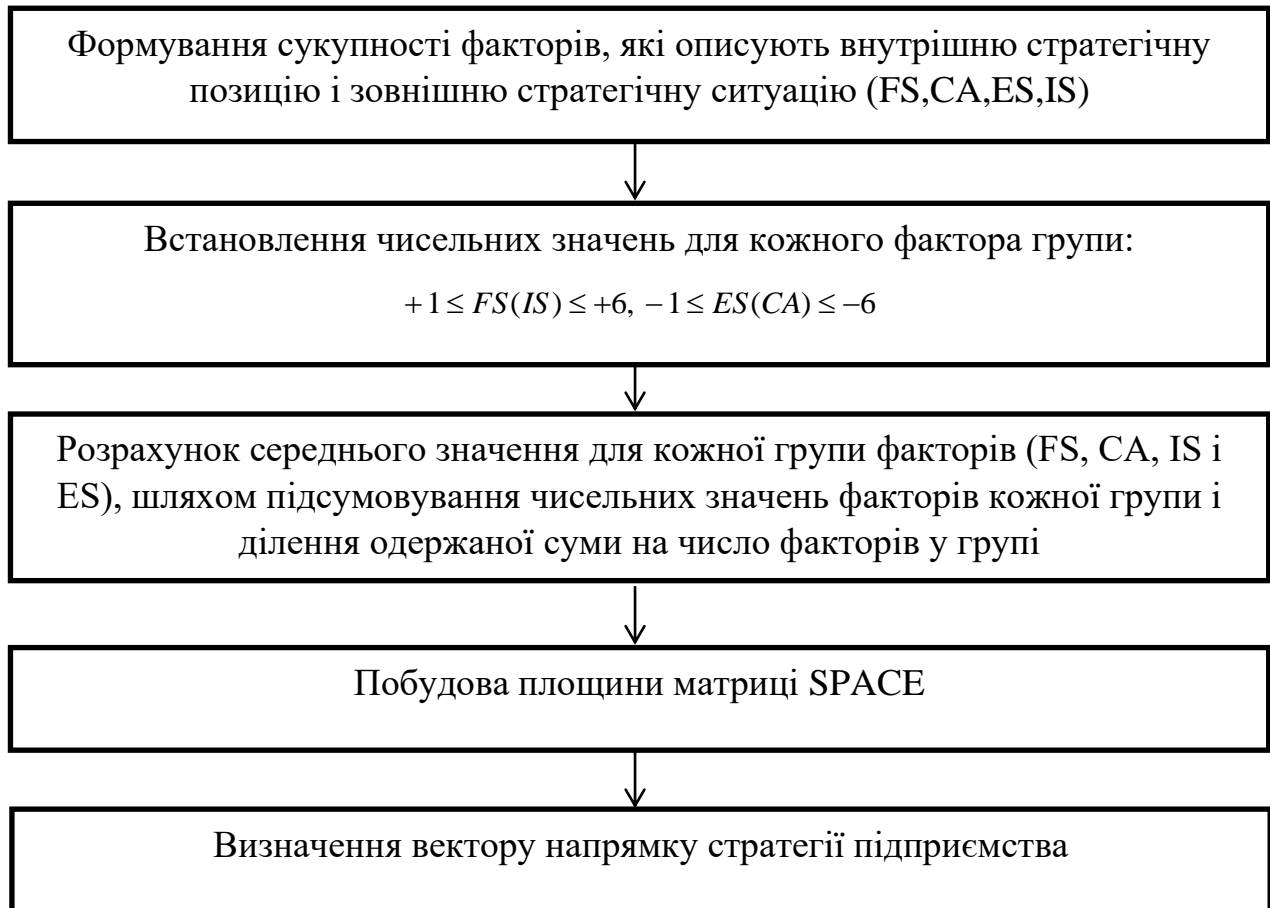 Формування сукупності факторів, які описують внутрішню стратегічну
позицію і зовнішню стратегічну ситуацію (FS,CA,ES,IS)
Встановлення чисельних значень для кожного фактора групи:
+1 ≤ FS(IS) ≤ +6, −1 ≤ ES(CA) ≤ −6
Розрахунок середнього значення для кожної групи факторів (FS, CA, IS і
ES), шляхом підсумовування чисельних значень факторів кожної групи і
ділення одержаної суми на число факторів у групі
Побудова площини матриці SPACE
Визначення вектору напрямку стратегії підприємства